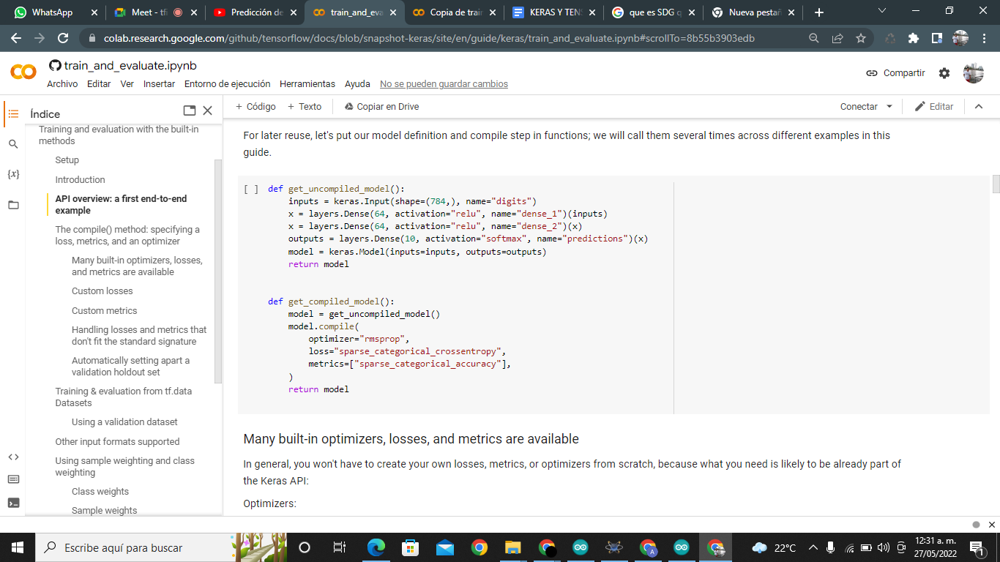 WhatsApp
Meet - tfi
Predicción de
train_and_eva
Copia de train
KERAS Y TENS
que es SDG q
Nueva pestañ
colab.research.google.com/github/tensorflow/docs/blob/snapshot-keras/site/en/guide/keras/train_and_evaluate.ipynb#scrollTo=8b55b3903edb
train_and_evaluate.ipynb
Archivo Editar Ver Insertar Entorno de ejecución Herramientas Ayuda No se pueden guardar cambios
Compartir
Índice
+ Código + Texto Copiar en Drive
Conectar Editar
Training and evaluation with the built-in
methods
Setup
Introduction
API overview: a first end-to-end
example
The compile() method: specifying a
loss, metrics, and an optimizer
Many built-in optimizers, losses,
and metrics are available
Custom losses
Custom metrics
Handling losses and metrics that
don't fit the standard signature
Automatically setting apart a
validation holdout set
Training & evaluation from tf.data
Datasets
Using a validation dataset
Other input formats supported
Using sample weighting and class
weighting
Class weights
Sample weights
For later reuse, let's put our model definition and compile step in functions; we will call them several times across different examples in this
guide.
[ ] def get_uncompiled_model():
inputs = keras.Input(shape=(784,), name="digits")
x = layers.Dense(64, activation="relu", name="dense_1")(inputs)
x = layers.Dense(64, activation="relu", name="dense_2")(x)
outputs = layers.Dense(10, activation="softmax", name="predictions")(x)
model = keras.Model(inputs=inputs, outputs=outputs)
return model
def get_compiled_model():
model = get_uncompiled_model()
model.compile(
optimizer="rmsprop",
loss="sparse_categorical_crossentropy",
metrics=["sparse_categorical_accuracy"],
)
return model
Many built-in optimizers, losses, and metrics are available
In general, you won't have to create your own losses, metrics, or optimizers from scratch, because what you need is likely to be already part of
the Keras API:
Optimizers:
Escribe aquí para buscar
22°C
12:31 a. m.
27/05/2022
1